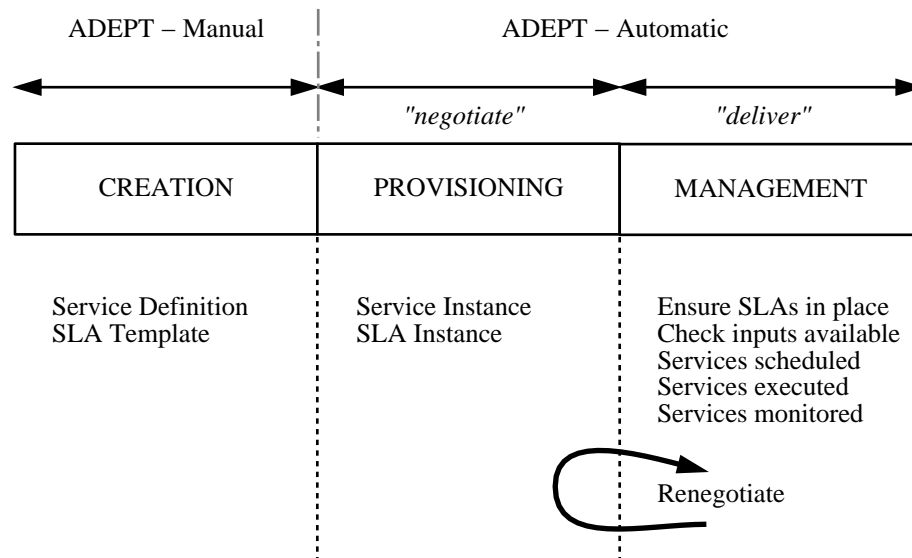 ADEPT – Manual
ADEPT – Automatic
"negotiate"
"deliver"
CREATION
PROVISIONING
MANAGEMENT
Service Definition
SLA Template
Service Instance
SLA Instance
Ensure SLAs in place
Check inputs available
Services scheduled
Services executed
Services monitored
Renegotiate